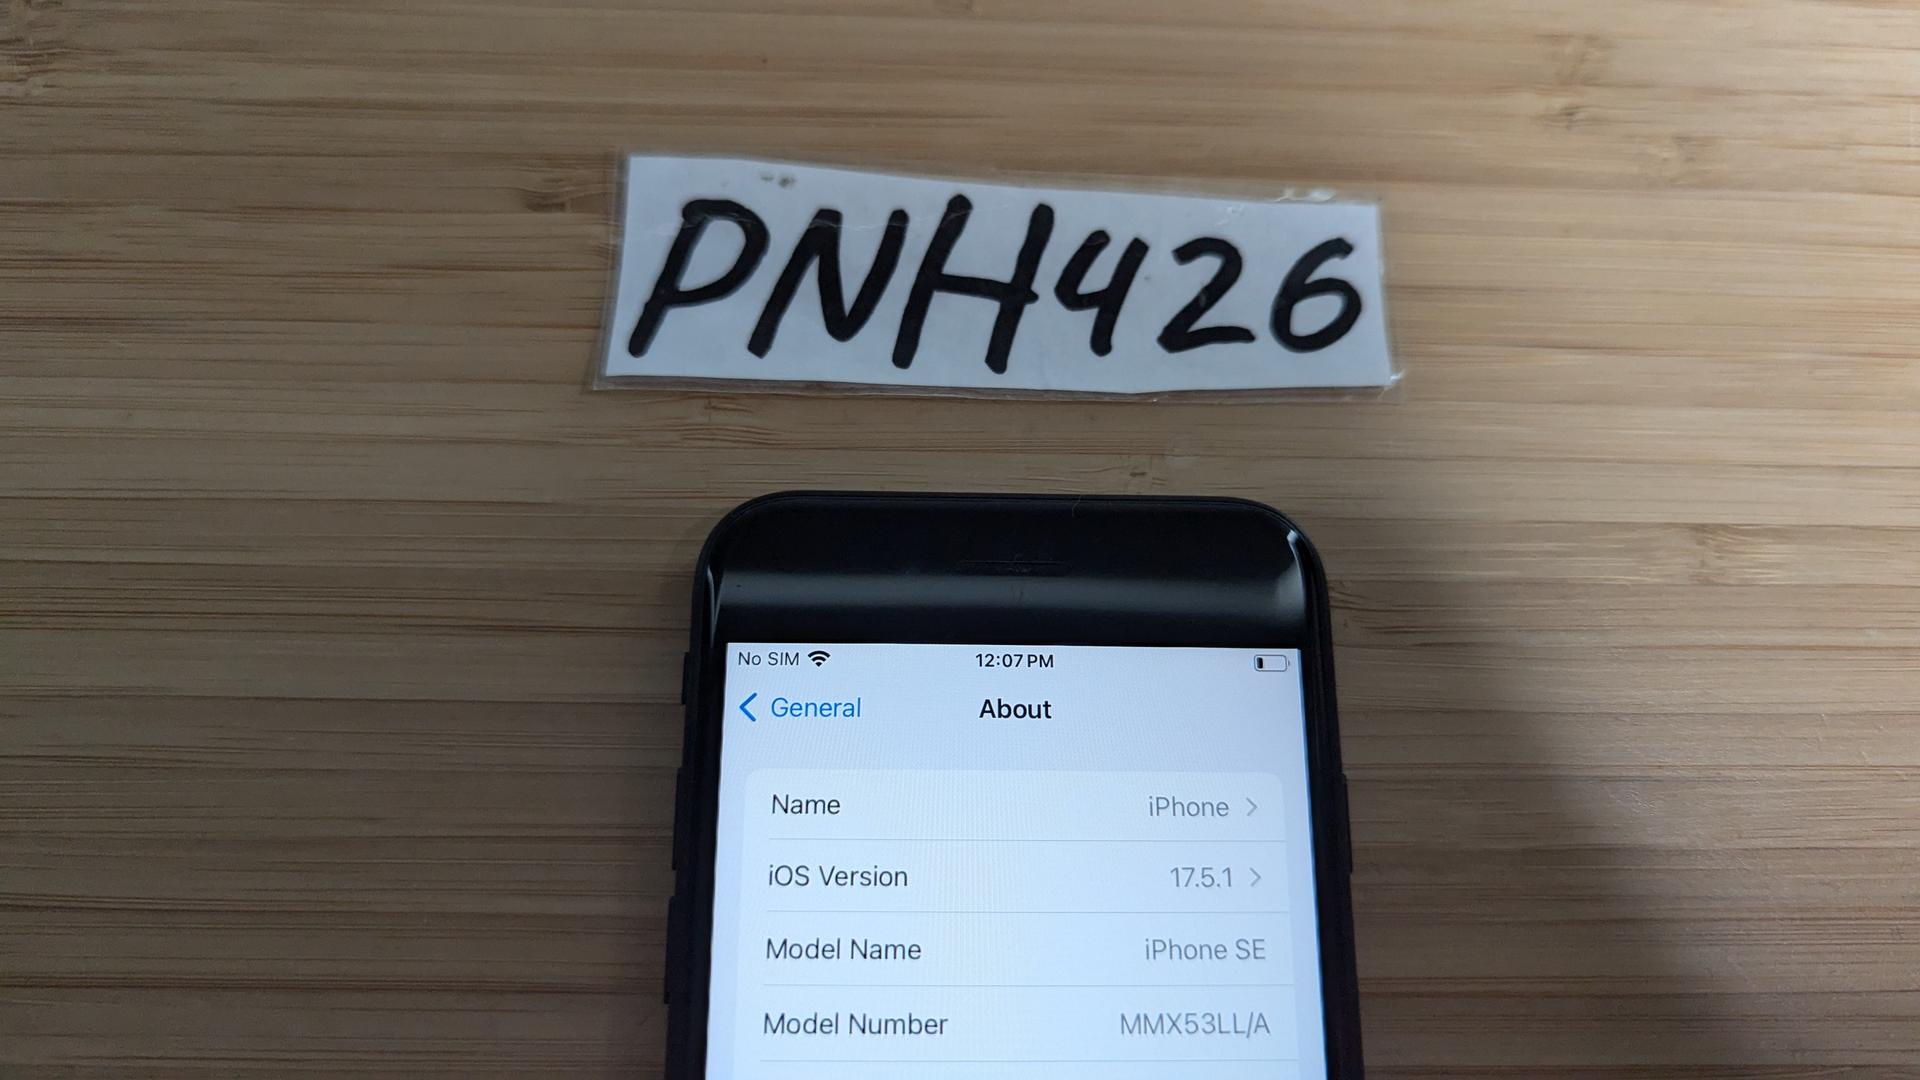 PNH426
No SIM 12:07 PM
General About
Name iPhone
iOS Version 17.5.1
Model Name iPhone SE
Model Number MMX53LL/A